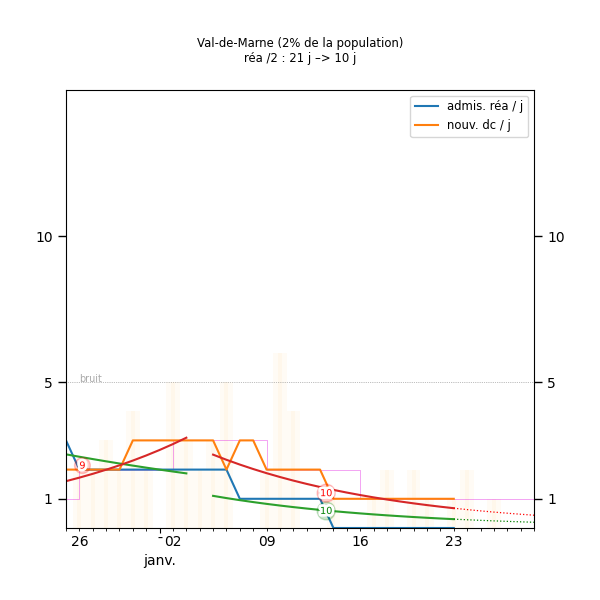 Val-de-Marne (2% de la population)
réa /2 : 21 j –> 10 j
admis. réa / j
nouv. dc / j
10
10
bruit
5
5
9
10
10
1
1
26
02
09
16
23
janv.